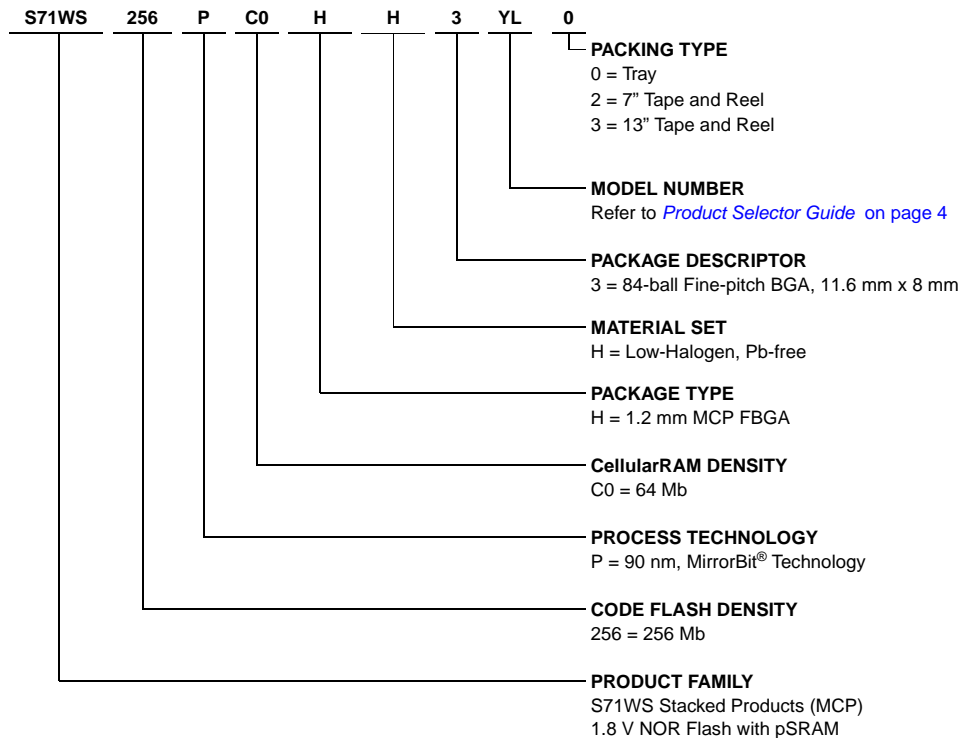 S71WS 256 P C0 H H 3 YL 0
PACKING TYPE
0 = Tray
2 = 7” Tape and Reel
3 = 13” Tape and Reel
MODEL NUMBER
Refer to Product Selector Guide on page 4
PACKAGE DESCRIPTOR
3 = 84-ball Fine-pitch BGA, 11.6 mm x 8 mm
MATERIAL SET
H = Low-Halogen, Pb-free
PACKAGE TYPE
H = 1.2 mm MCP FBGA
CellularRAM DENSITY
C0 = 64 Mb
PROCESS TECHNOLOGY
P = 90 nm, MirrorBit® Technology
CODE FLASH DENSITY
256 = 256 Mb
PRODUCT FAMILY
S71WS Stacked Products (MCP)
1.8 V NOR Flash with pSRAM